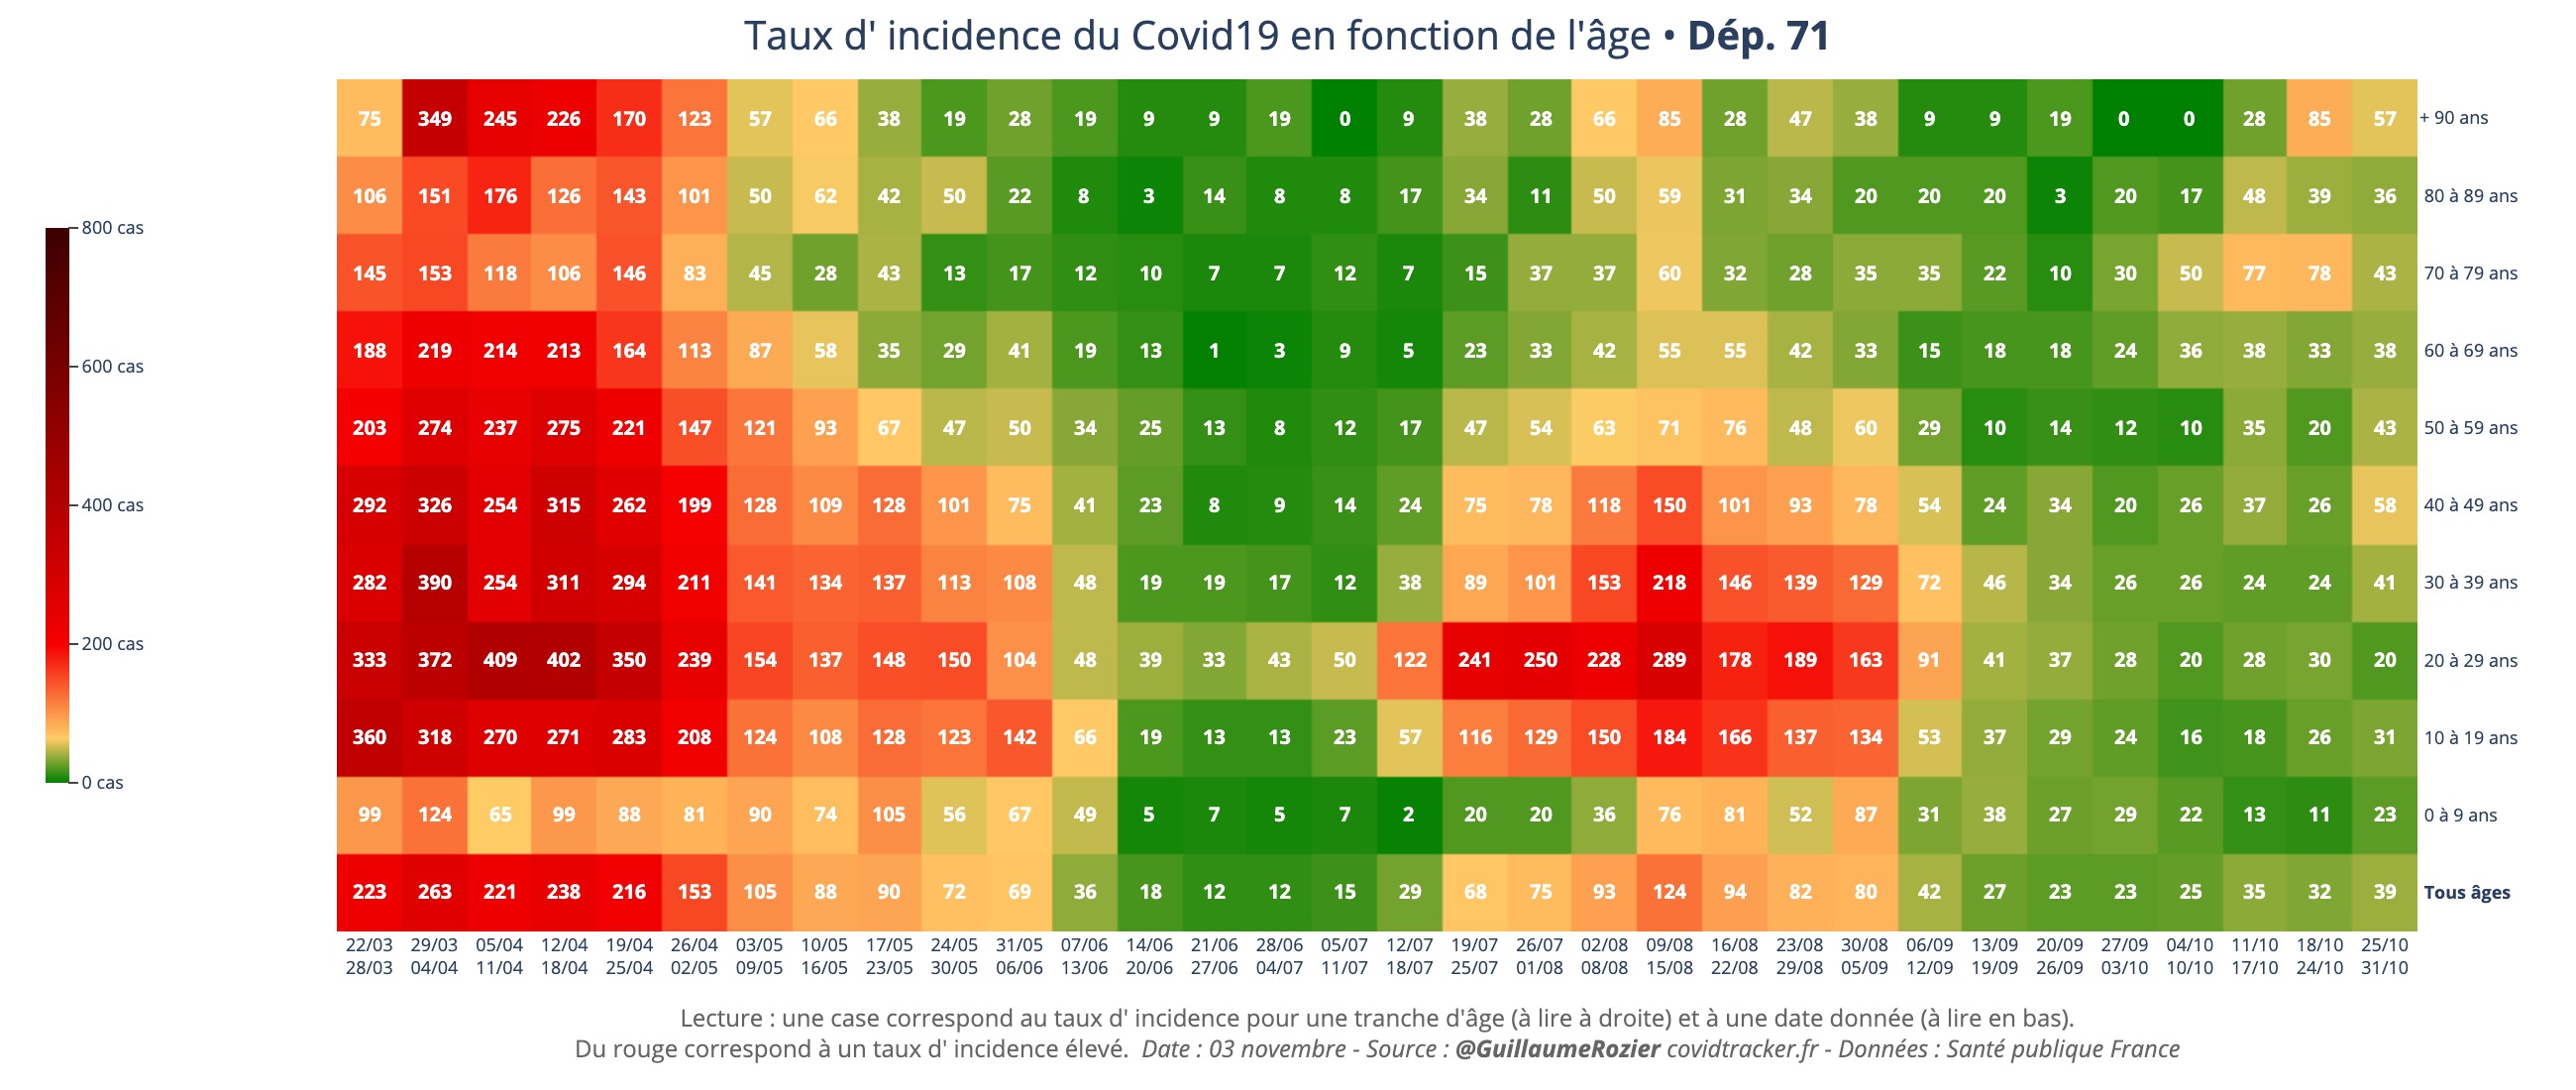 Taux d' incidence du Covid19 en fonction de l'âge • Dép. 71
75 349 245 226 170 123 57 66 38 19 28 19 9 9 19 0 9 38 28 66 85 28 47 38 9 9 19 0 0 28 85 57 + 90 ans
106 151 176 126 143 101 50 62 42 50 22 8 3 14 8 8 17 34 11 50 59 31 34 20 20 20 3 20 17 48 39 36 80 à 89 ans
800 cas
145 153 118 106 146 83 45 28 43 13 17 12 10 7 7 12 7 15 37 37 60 32 28 35 35 22 10 30 50 77 78 43 70 à 79 ans
188 219 214 213 164 113 87 58 35 29 41 19 13 1 3 9 5 23 33 42 55 55 42 33 15 18 18 24 36 38 33 38 60 à 69 ans
600 cas
203 274 237 275 221 147 121 93 67 47 50 34 25 13 8 12 17 47 54 63 71 76 48 60 29 10 14 12 10 35 20 43 50 à 59 ans
400 cas
292 326 254 315 262 199 128 109 128 101 75 41 23 8 9 14 24 75 78 118 150 101 93 78 54 24 34 20 26 37 26 58 40 à 49 ans
282 390 254 311 294 211 141 134 137 113 108 48 19 19 17 12 38 89 101 153 218 146 139 129 72 46 34 26 26 24 24 41 30 à 39 ans
200 cas
333 372 409 402 350 239 154 137 148 150 104 48 39 33 43 50 122 241 250 228 289 178 189 163 91 41 37 28 20 28 30 20 20 à 29 ans
360 318 270 271 283 208 124 108 128 123 142 66 19 13 13 23 57 116 129 150 184 166 137 134 53 37 29 24 16 18 26 31 10 à 19 ans
0 cas
99 124 65 99 88 81 90 74 105 56 67 49 5 7 5 7 2 20 20 36 76 81 52 87 31 38 27 29 22 13 11 23 0 à 9 ans
223 263 221 238 216 153 105 88 90 72 69 36 18 12 12 15 29 68 75 93 124 94 82 80 42 27 23 23 25 35 32 39 Tous âges
22/03 29/03 05/04 12/04 19/04 26/04 03/05 10/05 17/05 24/05 31/05 07/06 14/06 21/06 28/06 05/07 12/07 19/07 26/07 02/08 09/08 16/08 23/08 30/08 06/09 13/09 20/09 27/09 04/10 11/10 18/10 25/10
28/03 04/04 11/04 18/04 25/04 02/05 09/05 16/05 23/05 30/05 06/06 13/06 20/06 27/06 04/07 11/07 18/07 25/07 01/08 08/08 15/08 22/08 29/08 05/09 12/09 19/09 26/09 03/10 10/10 17/10 24/10 31/10
Lecture : une case correspond au taux d' incidence pour une tranche d'âge (à lire à droite) et à une date donnée (à lire en bas).
Du rouge correspond à un taux d' incidence élevé. Date : 03 novembre - Source : @GuillaumeRozier covidtracker.fr - Données : Santé publique France